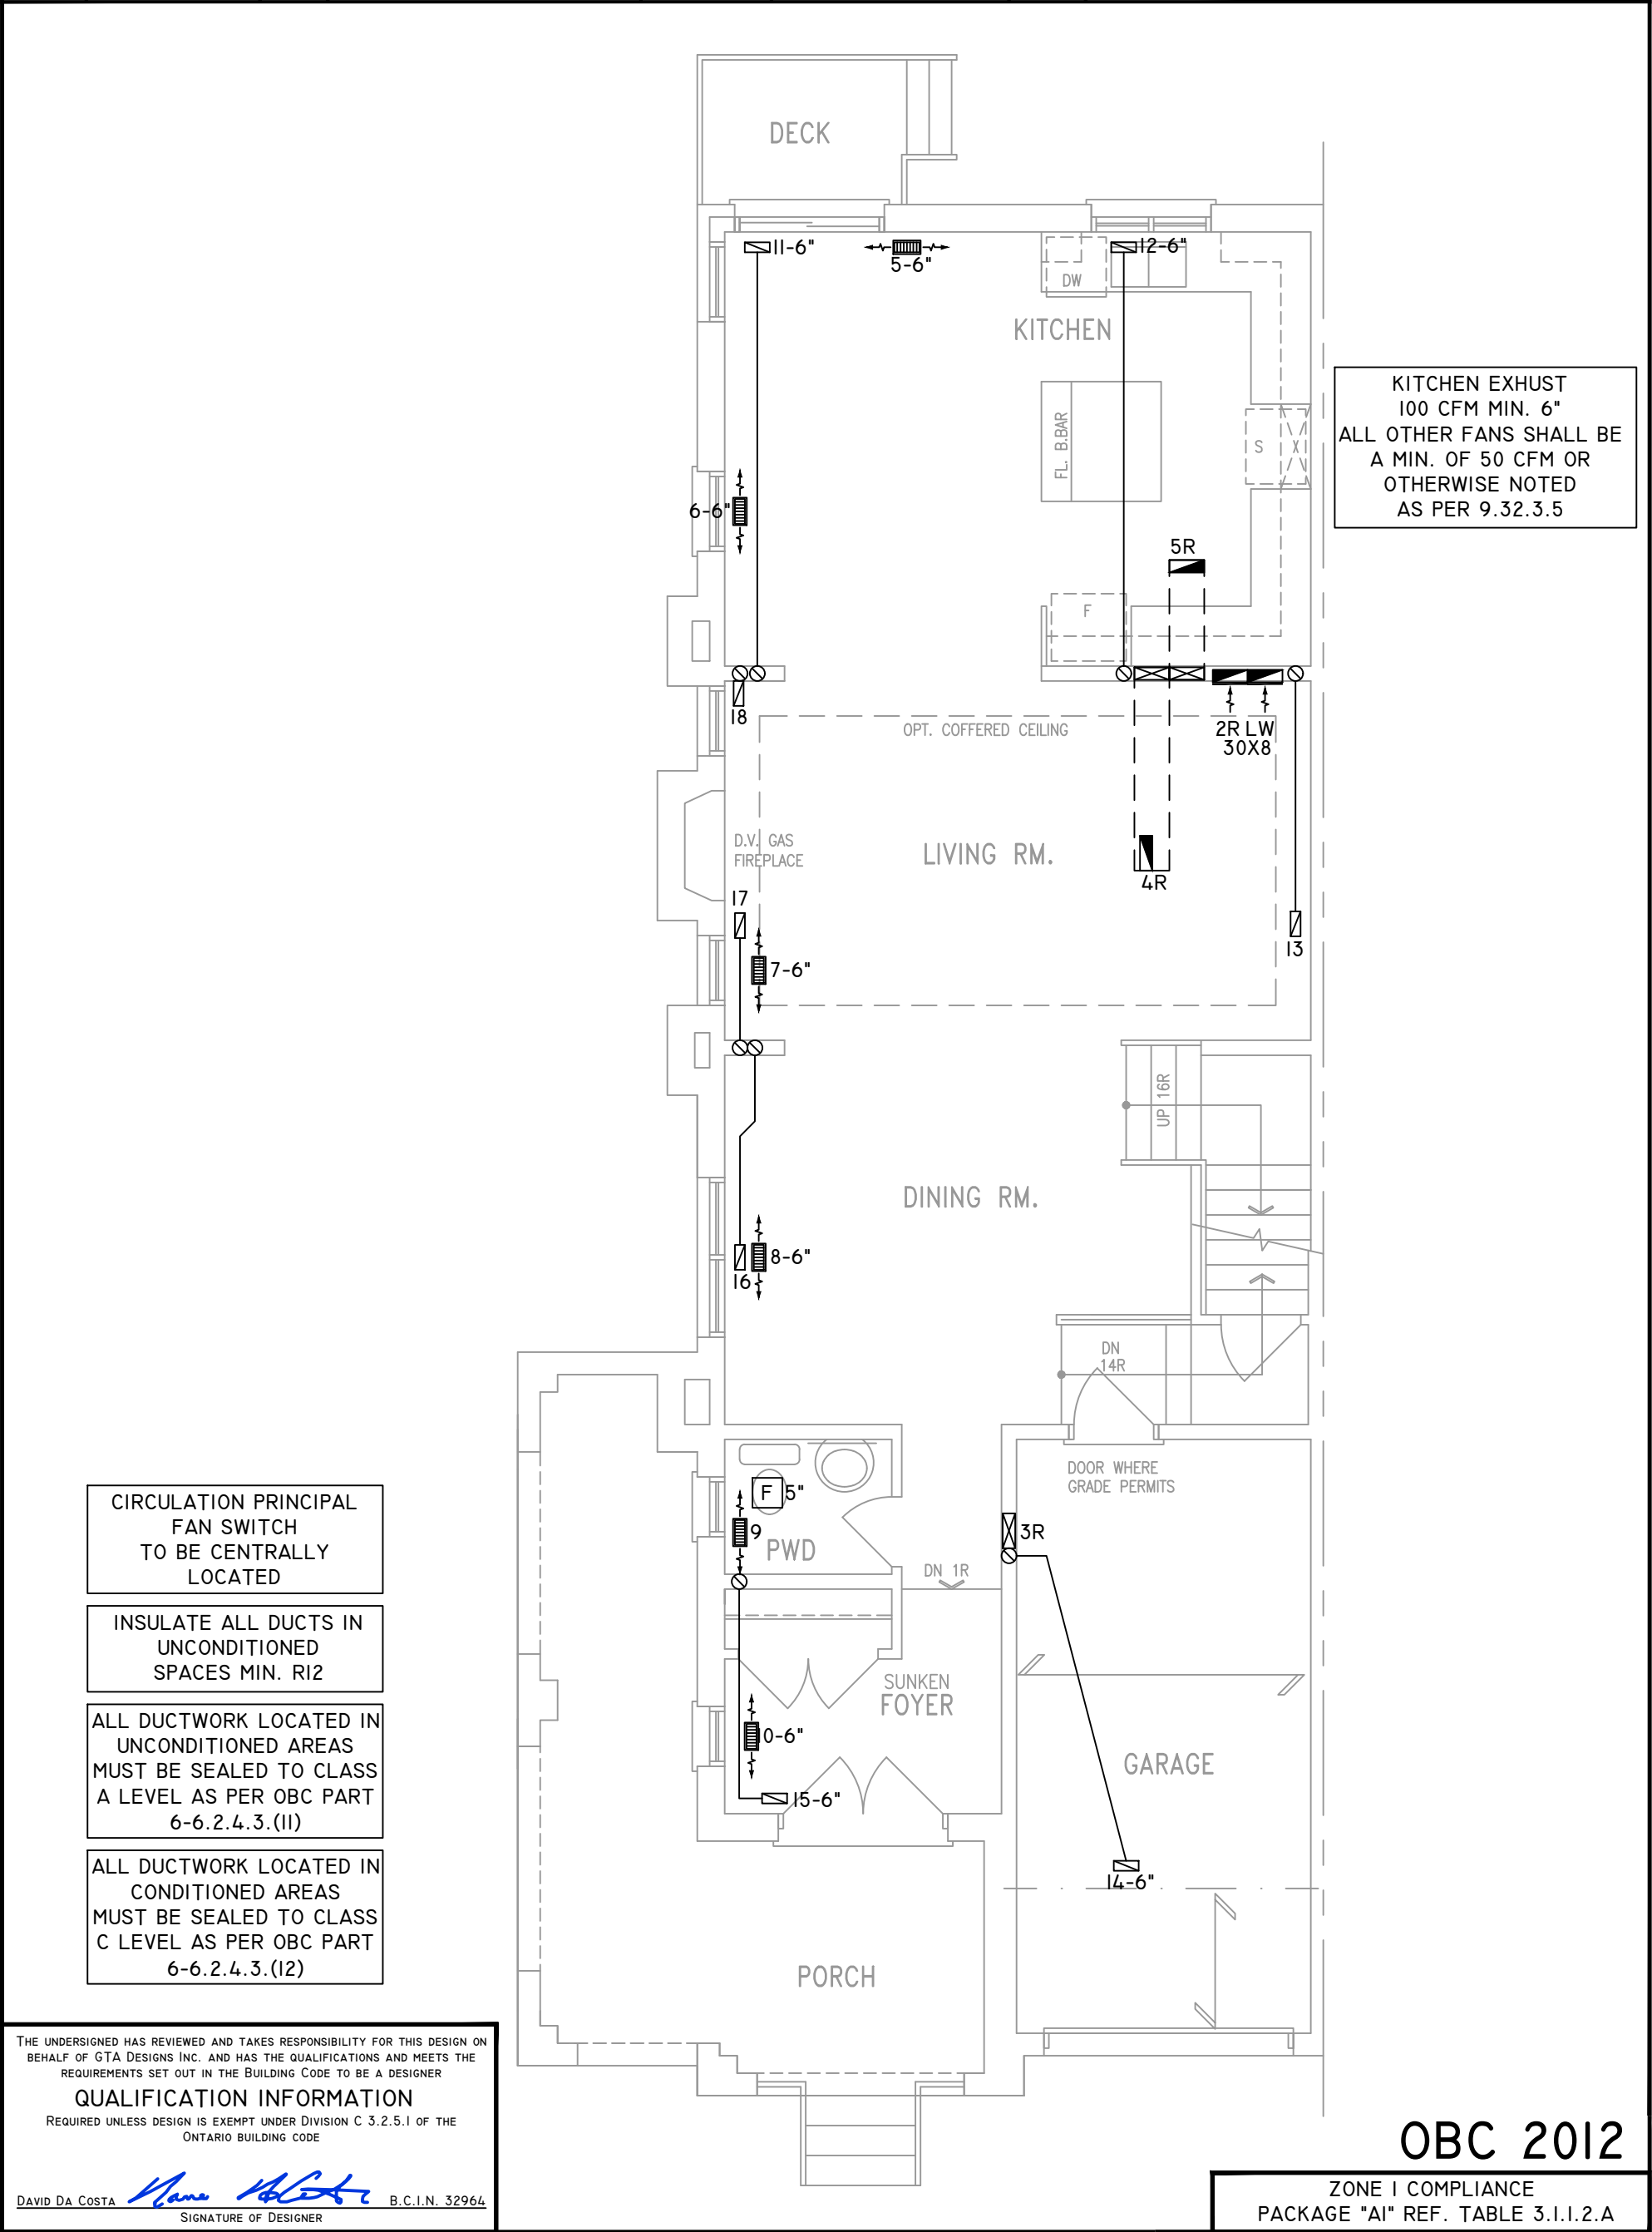 DECK
11-6"
5-6"
12-6"
DW
KITCHEN
KITCHEN EXHUST
100 CFM MIN. 6"
ALL OTHER FANS SHALL BE
A MIN. OF 50 CFM OR
OTHERWISE NOTED
AS PER 9.32.3.5
FL. B.BAR
S
6-6"
5R
F
18
OPT. COFFERED CEILING
2R LW
30X8
D.V. GAS
FIREPLACE
LIVING RM.
4R
17
13
7-6"
UP 16R
DINING RM.
8-6"
16
DN
14R
DOOR WHERE
GRADE PERMITS
F 5"
9
PWD
3R
DN 1R
CIRCULATION PRINCIPAL
FAN SWITCH
TO BE CENTRALLY
LOCATED
INSULATE ALL DUCTS IN
UNCONDITIONED
SPACES MIN. R12
SUNKEN
FOYER
10-6"
GARAGE
15-6"
14-6"
ALL DUCTWORK LOCATED IN
UNCONDITIONED AREAS
MUST BE SEALED TO CLASS
A LEVEL AS PER OBC PART
6-6.2.4.3.(11)
ALL DUCTWORK LOCATED IN
CONDITIONED AREAS
MUST BE SEALED TO CLASS
C LEVEL AS PER OBC PART
6-6.2.4.3.(12)
PORCH
THE UNDERSIGNED HAS REVIEWED AND TAKES RESPONSIBILITY FOR THIS DESIGN ON
BEHALF OF GTA DESIGNS INC. AND HAS THE QUALIFICATIONS AND MEETS THE
REQUIREMENTS SET OUT IN THE BUILDING CODE TO BE A DESIGNER
QUALIFICATION INFORMATION
REQUIRED UNLESS DESIGN IS EXEMPT UNDER DIVISION C 3.2.5.1 OF THE
ONTARIO BUILDING CODE
DAVID DA COSTA B.C.I.N. 32964
SIGNATURE OF DESIGNER
OBC 2012
ZONE 1 COMPLIANCE
PACKAGE "A1" REF. TABLE 3.1.1.2.A